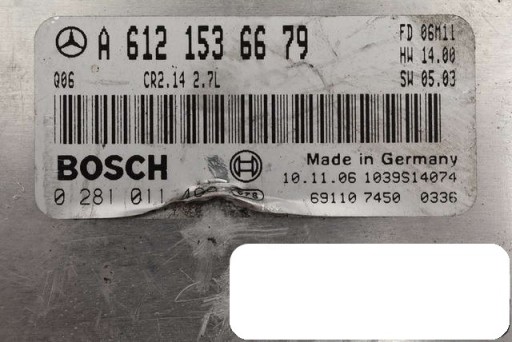 A 612 153 66 79
FD 06M11
HW 14.00
Q06 CR2.14 2.7L SW 05.03
BOSCH
Made in Germany
10.11.06 1039S14074
0 281 011
69110 7450 0336